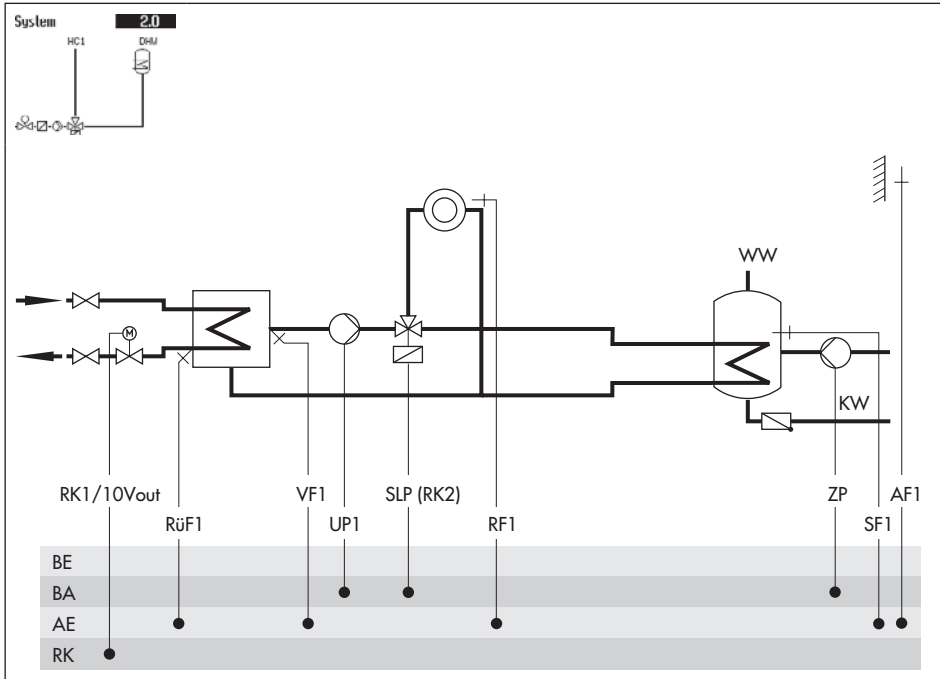 System 2.0
HC1 DHW
WW
M
KW
RK1/10Vout VF1 SLP (RK2) ZP AF1
RüF1 UP1 RF1 SF1
BE
BA
AE
RK